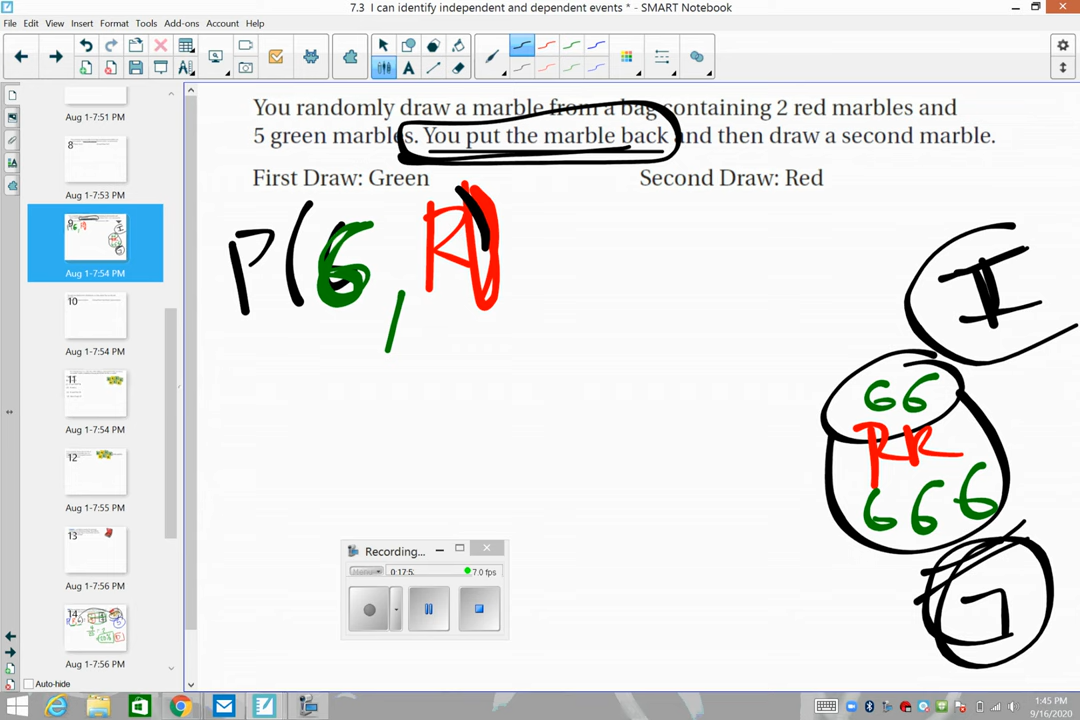 7.3 I can identify independent and dependent events * - SMART Notebook
File Edit View Insert Format Tools Add-ons Account Help
You randomly draw a marble from a bag containing 2 red marbles and
5 green marbles. You put the marble back and then draw a second marble.
First Draw: Green Second Draw: Red
P(G, R)
I
G G
R R
G G G
7
Aug 1-7:51 PM
8
Aug 1-7:53 PM
9
Aug 1-7:54 PM
10
Aug 1-7:54 PM
11
Aug 1-7:54 PM
12
Aug 1-7:55 PM
13
Aug 1-7:56 PM
14
Aug 1-7:56 PM
Auto-hide
Recording...
Menu
0:17.5 7.0 fps
1:45 PM
9/16/2020